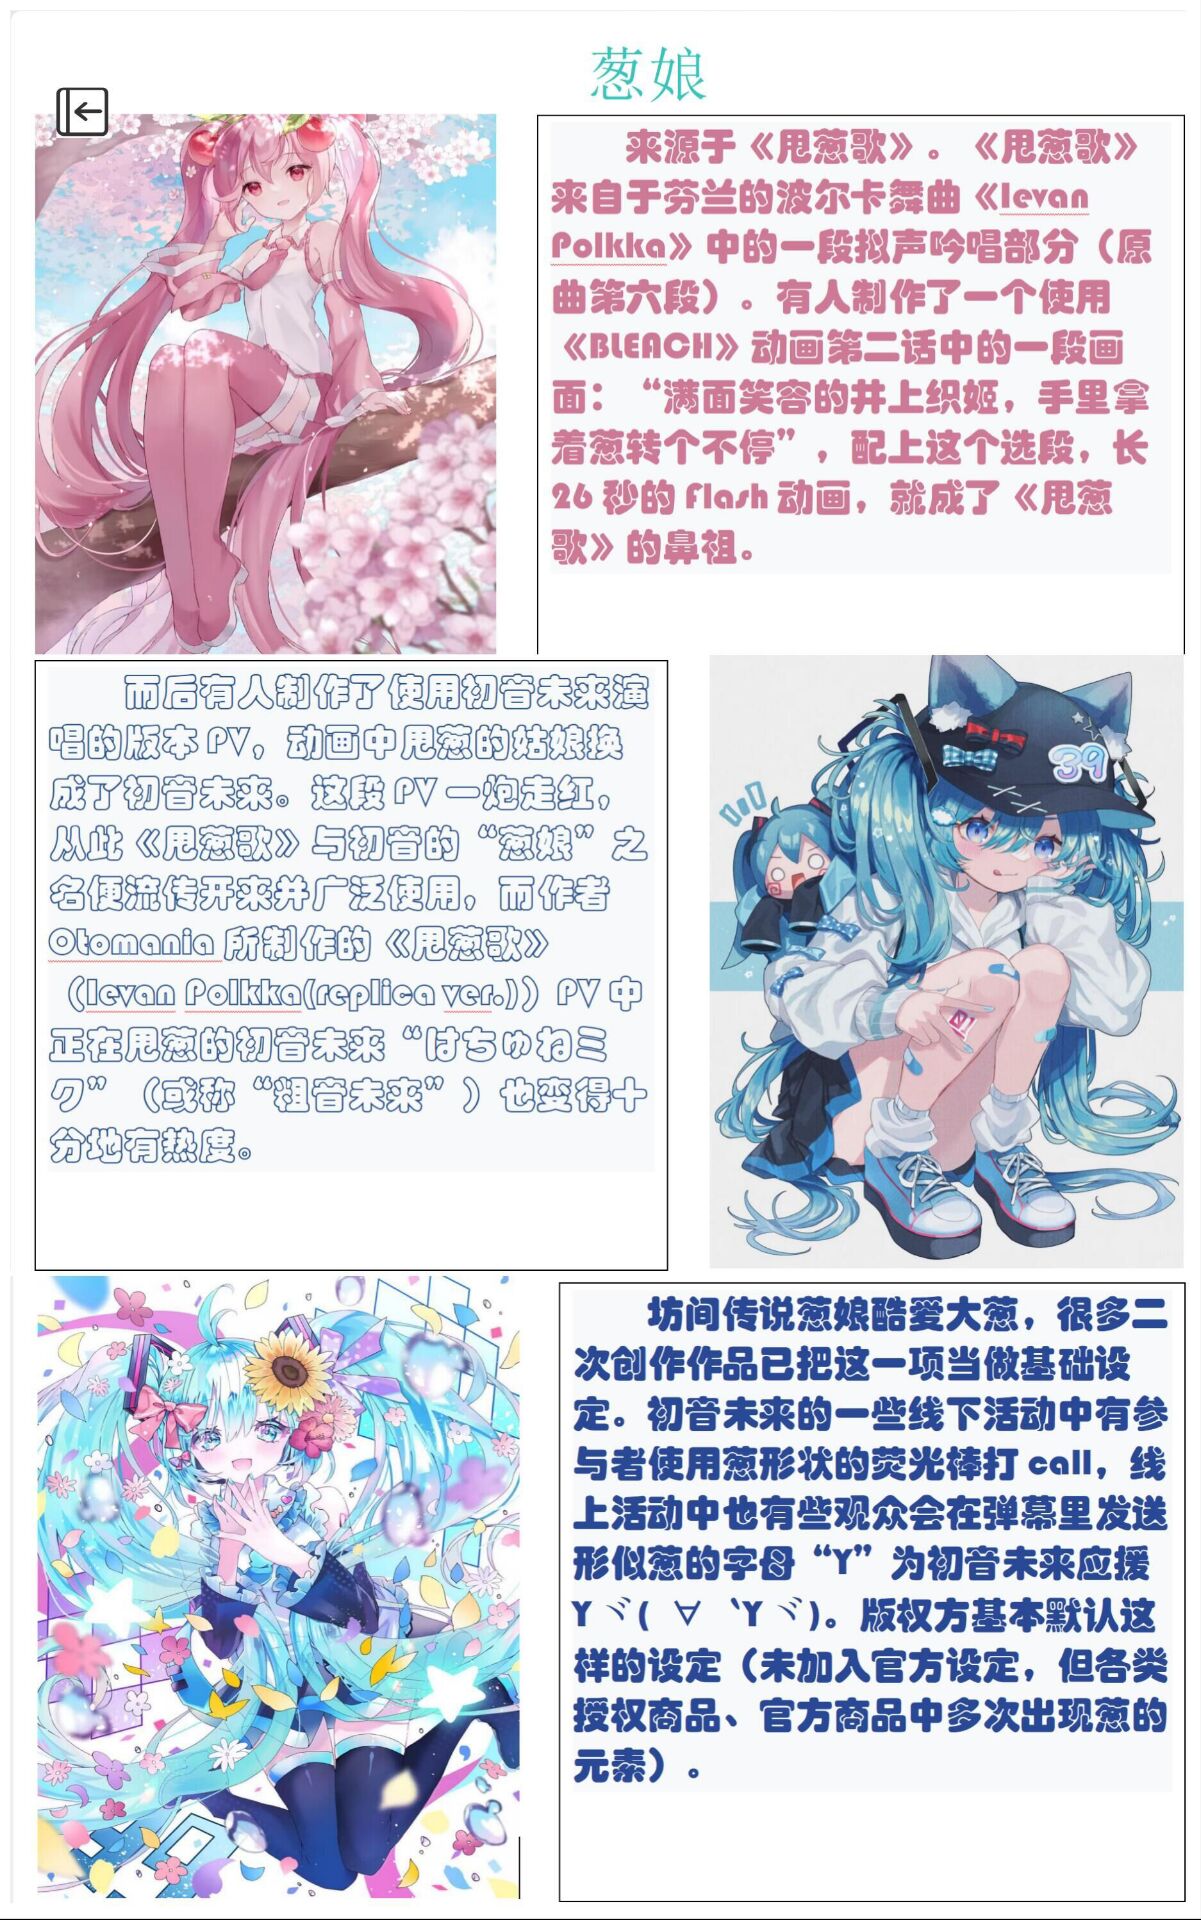 葱娘
来源于《甩葱歌》。《甩葱歌》
来自于芬兰的波尔卡舞曲《Ievan
Polkka》中的一段拟声吟唱部分（原
曲第六段）。有人制作了一个使用
《BLEACH》动画第二话中的一段画
面：“满面笑容的井上织姬，手里拿
着葱转个不停”，配上这个选段，长
26 秒的 Flash 动画，就成了《甩葱
歌》的鼻祖。
而后有人制作了使用初音未来演
唱的版本 PV，动画中甩葱的姑娘换
成了初音未来。这段 PV 一炮走红，
从此《甩葱歌》与初音的“葱娘”之
名便流传开来并广泛使用，而作者
Otomania 所制作的《甩葱歌》
（Ievan Polkka(replica ver.)）PV 中
正在甩葱的初音未来“はちゅねミ
ク”（或称“粗音未来”）也变得十
分地有热度。
39
01
坊间传说葱娘酷爱大葱，很多二
次创作作品已把这一项当做基础设
定。初音未来的一些线下活动中有参
与者使用葱形状的荧光棒打 call，线
上活动中也有些观众会在弹幕里发送
形似葱的字母“Y”为初音未来应援
Yヾ( ∀ ‵Yヾ)。版权方基本默认这
样的设定（未加入官方设定，但各类
授权商品、官方商品中多次出现葱的
元素）。